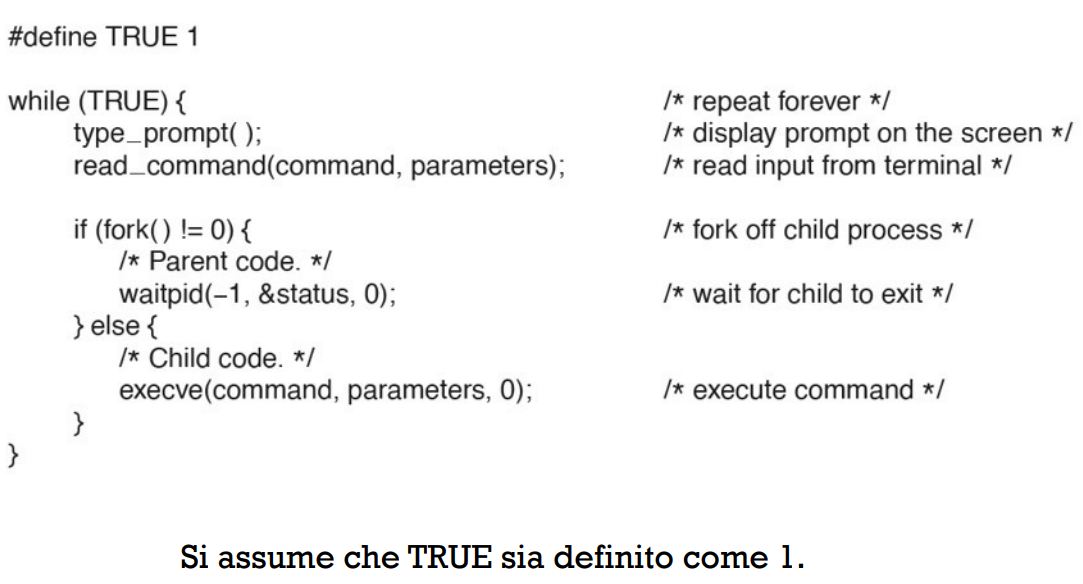 #define TRUE 1
while (TRUE) { /* repeat forever */
type_prompt( ); /* display prompt on the screen */
read_command(command, parameters); /* read input from terminal */
if (fork( ) != 0) { /* fork off child process */
/* Parent code. */
waitpid(−1, &status, 0); /* wait for child to exit */
} else {
/* Child code. */
execve(command, parameters, 0); /* execute command */
}
}
Si assume che TRUE sia definito come 1.